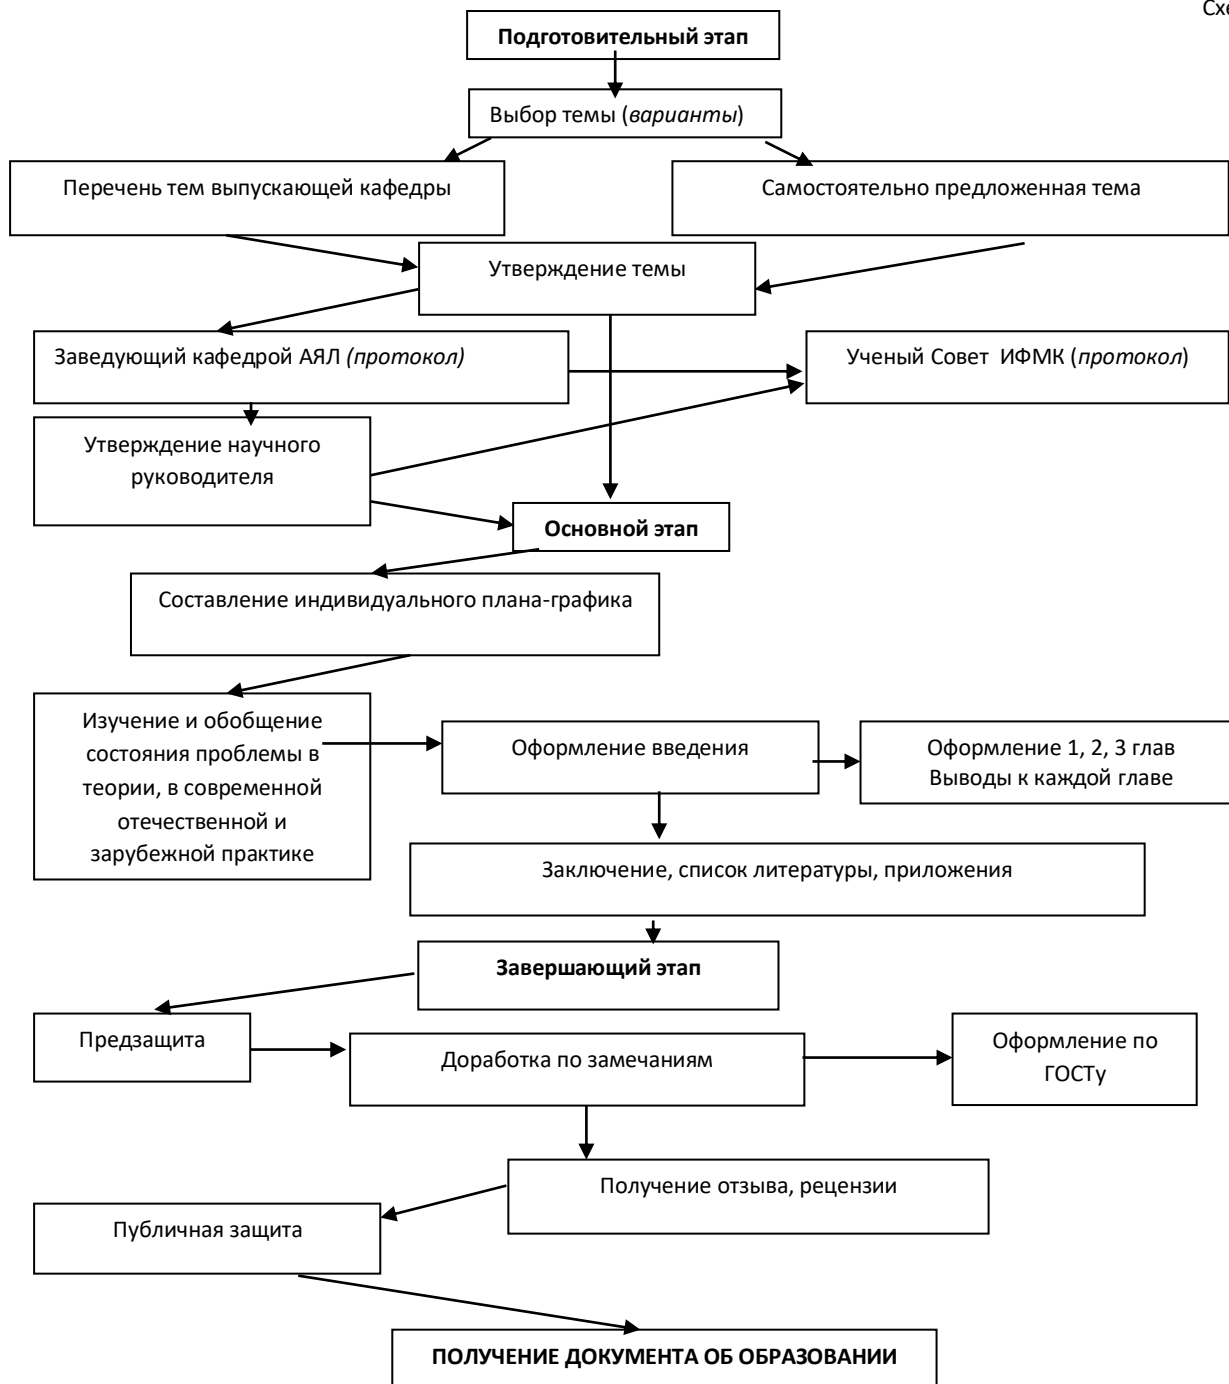 Схе
Подготовительный этап
Выбор темы (варианты)
Перечень тем выпускающей кафедры
Самостоятельно предложенная тема
Утверждение темы
Заведующий кафедрой АЯЛ (протокол)
Ученый Совет ИФМК (протокол)
Утверждение научного
руководителя
Основной этап
Составление индивидуального плана-графика
Изучение и обобщение
состояния проблемы в
теории, в современной
отечественной и
зарубежной практике
Оформление введения
Оформление 1, 2, 3 глав
Выводы к каждой главе
Заключение, список литературы, приложения
Завершающий этап
Предзащита
Доработка по замечаниям
Оформление по
ГОСТу
Получение отзыва, рецензии
Публичная защита
ПОЛУЧЕНИЕ ДОКУМЕНТА ОБ ОБРАЗОВАНИИ